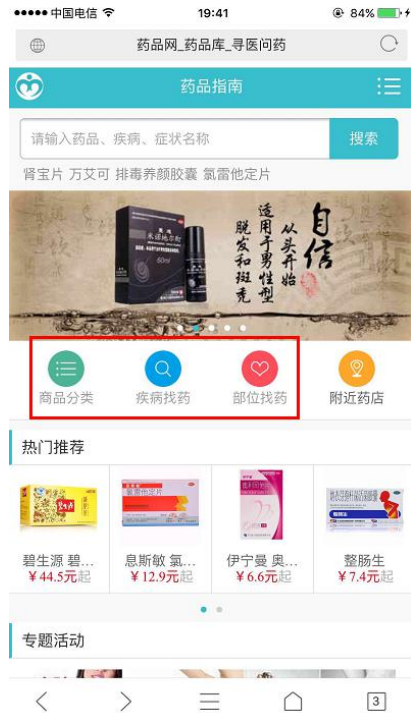 中国电信 19:41 84%
药品网_药品库_寻医问药
药品指南
请输入药品、疾病、症状名称 搜索
肾宝片 万艾可 排毒养颜胶囊 氯雷他定片
自信
从头开始
适用于男性型
脱发和斑秃
米诺地尔酊
60ml
商品分类 疾病找药 部位找药 附近药店
热门推荐
碧生源 碧... 息斯敏 氯... 伊宁曼 奥... 整肠生
¥44.5元起 ¥12.9元起 ¥6.6元起 ¥7.4元起
专题活动
3